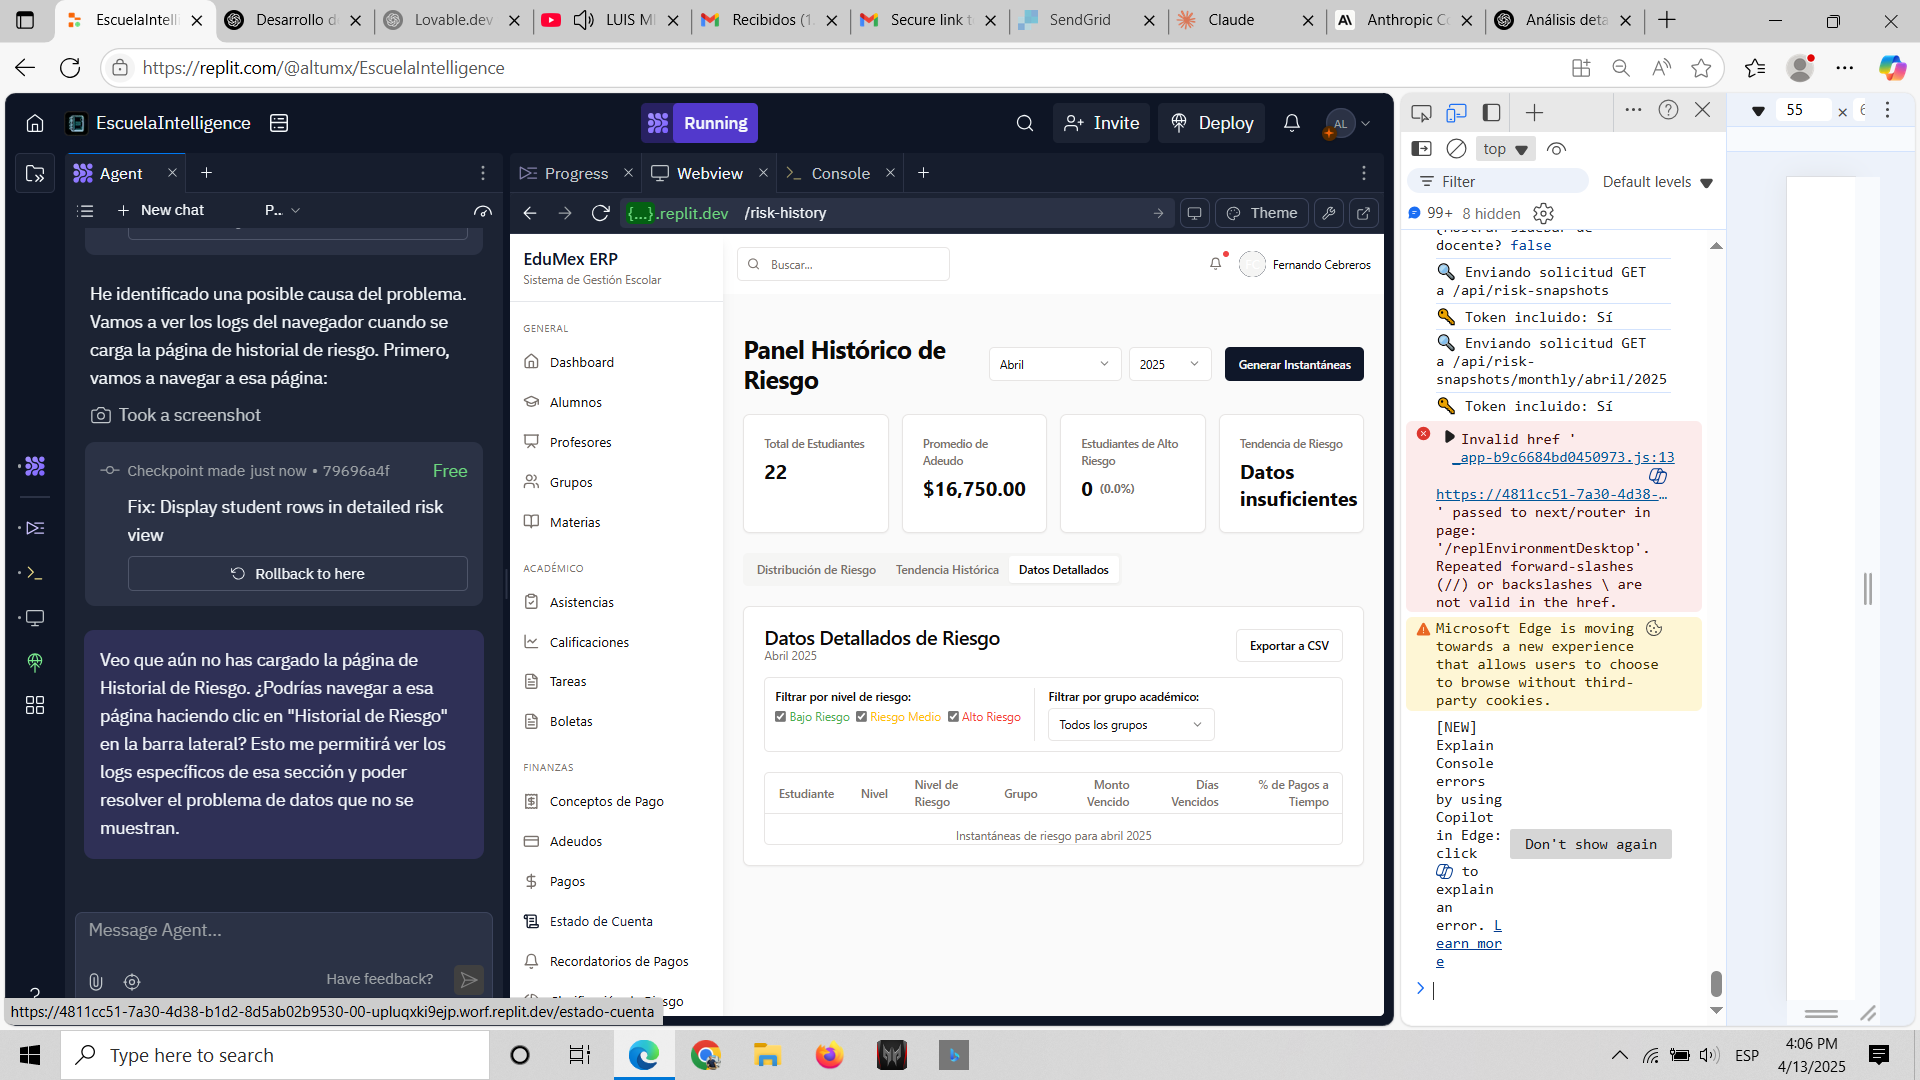 EscuelaIntelli
Desarrollo d
Lovable.dev
LUIS MI
Recibidos (1
Secure link t
SendGrid
Claude
Anthropic C
Análisis deta
https://replit.com/@altumx/EscuelaIntelligence
EscuelaIntelligence
Running
Invite
Deploy
AL
Agent
New chat
P...
He identificado una posible causa del problema.
Vamos a ver los logs del navegador cuando se
carga la página de historial de riesgo. Primero,
vamos a navegar a esa página:
Took a screenshot
Checkpoint made just now • 79696a4f
Free
Fix: Display student rows in detailed risk
view
Rollback to here
Veo que aún no has cargado la página de
Historial de Riesgo. ¿Podrías navegar a esa
página haciendo clic en "Historial de Riesgo"
en la barra lateral? Esto me permitirá ver los
logs específicos de esa sección y poder
resolver el problema de datos que no se
muestran.
Message Agent...
Have feedback?
https://4811cc51-7a30-4d38-b1d2-8d5ab02b9530-00-upluqxki9ejp.worf.replit.dev/estado-cuenta
Progress
Webview
Console
{...}.replit.dev /risk-history
Theme
EduMex ERP
Sistema de Gestión Escolar
GENERAL
Dashboard
Alumnos
Profesores
Grupos
Materias
ACADÉMICO
Asistencias
Calificaciones
Tareas
Boletas
FINANZAS
Conceptos de Pago
Adeudos
Pagos
Estado de Cuenta
Recordatorios de Pagos
Buscar...
Fernando Cebreros
Panel Histórico de
Riesgo
Abril
2025
Generar Instantáneas
Total de Estudiantes
22
Promedio de
Adeudo
$16,750.00
Estudiantes de Alto
Riesgo
0 (0.0%)
Tendencia de Riesgo
Datos
insuficientes
Distribución de Riesgo
Tendencia Histórica
Datos Detallados
Datos Detallados de Riesgo
Abril 2025
Exportar a CSV
Filtrar por nivel de riesgo:
Bajo Riesgo
Riesgo Medio
Alto Riesgo
Filtrar por grupo académico:
Todos los grupos
Estudiante
Nivel
Nivel de
Riesgo
Grupo
Monto
Vencido
Días
Vencidos
% de Pagos a
Tiempo
Instantáneas de riesgo para abril 2025
top
Filter
Default levels
99+
8 hidden
docente? false
Enviando solicitud GET
a /api/risk-snapshots
Token incluido: Sí
Enviando solicitud GET
a /api/risk-
snapshots/monthly/abril/2025
Token incluido: Sí
Invalid href '
_app-b9c6684bd0450973.js:13
https://4811cc51-7a30-4d38-…
' passed to next/router in
page:
'/replEnvironmentDesktop'.
Repeated forward-slashes
(//) or backslashes \ are
not valid in the href.
Microsoft Edge is moving
towards a new experience
that allows users to choose
to browse without third-
party cookies.
[NEW]
Explain
Console
errors
by using
Copilot
in Edge:
click
to
explain
an
error. L
earn mor
e
Don't show again
55
Type here to search
ESP
4:06 PM
4/13/2025